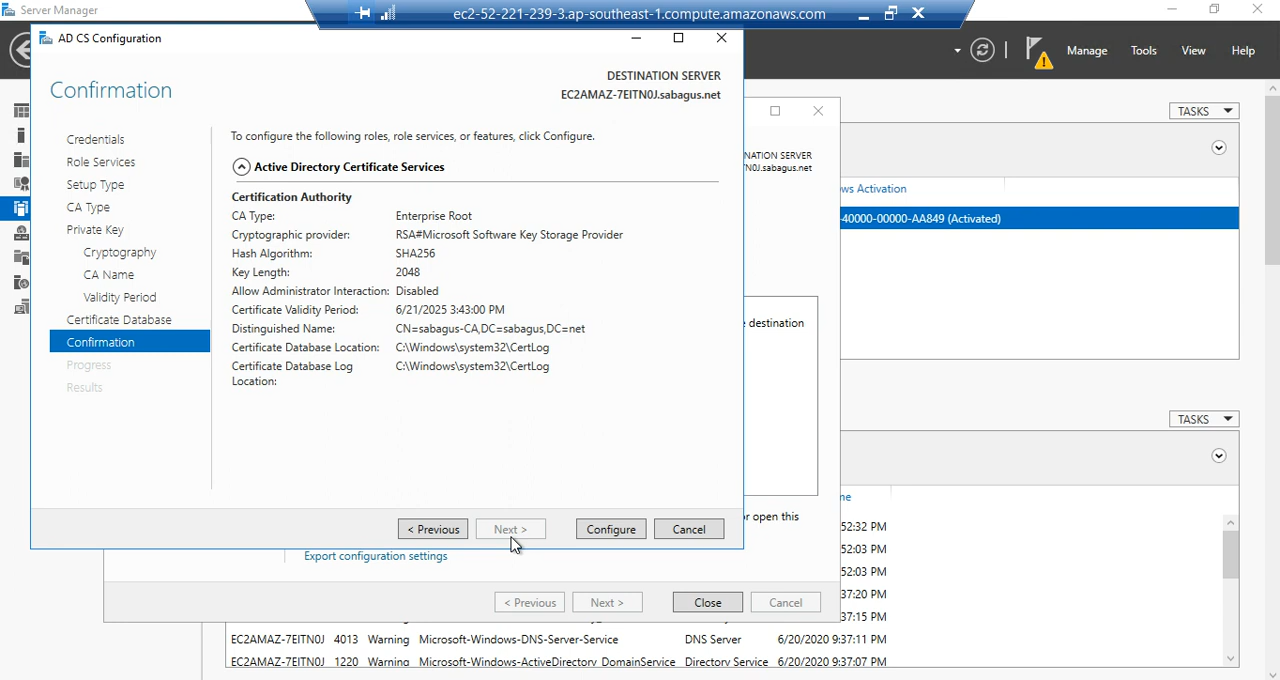 Server Manager
ec2-52-221-239-3.ap-southeast-1.compute.amazonaws.com
Manage Tools View Help
AD CS Configuration
Confirmation
DESTINATION SERVER
EC2AMAZ-7EITN0J.sabagus.net
Credentials
Role Services
Setup Type
CA Type
Private Key
Cryptography
CA Name
Validity Period
Certificate Database
Confirmation
Progress
Results
To configure the following roles, role services, or features, click Configure.
Active Directory Certificate Services
Certification Authority
CA Type: Enterprise Root
Cryptographic provider: RSA#Microsoft Software Key Storage Provider
Hash Algorithm: SHA256
Key Length: 2048
Allow Administrator Interaction: Disabled
Certificate Validity Period: 6/21/2025 3:43:00 PM
Distinguished Name: CN=sabagus-CA,DC=sabagus,DC=net
Certificate Database Location: C:\Windows\system32\CertLog
Certificate Database Log Location: C:\Windows\system32\CertLog
< Previous Next > Configure Cancel
NATION SERVER
N0J.sabagus.net
e destination
r open this
Export configuration settings
< Previous Next > Close Cancel
TASKS
ws Activation
-40000-00000-AA849 (Activated)
TASKS
ne
52:32 PM
52:03 PM
52:03 PM
37:20 PM
37:15 PM
EC2AMAZ-7EITN0J 4013 Warning Microsoft-Windows-DNS-Server-Service DNS Server 6/20/2020 9:37:11 PM
EC2AMAZ-7EITN0J 1220 Warning Microsoft-Windows-ActiveDirectory_DomainService Directory Service 6/20/2020 9:37:07 PM